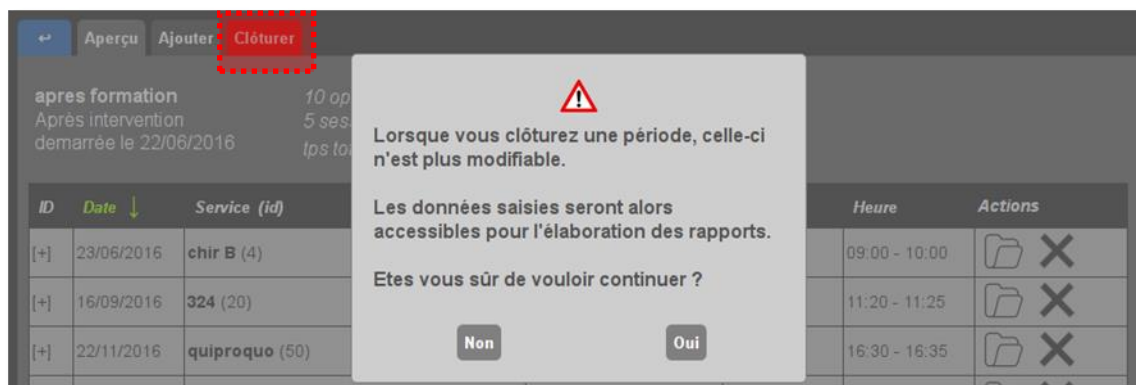 ↩ Aperçu Ajouter Clôturer
apres formation 10 op
Après intervention 5 ses
demarrée le 22/06/2016 tps to
Lorsque vous clôturez une période, celle-ci
n'est plus modifiable.
Les données saisies seront alors
accessibles pour l'élaboration des rapports.
Etes vous sûr de vouloir continuer ?
Non Oui
ID Date ↓ Service (id) Heure Actions
[+] 23/06/2016 chir B (4) 09:00 - 10:00
[+] 16/09/2016 324 (20) 11:20 - 11:25
[+] 22/11/2016 quiproquo (50) 16:30 - 16:35